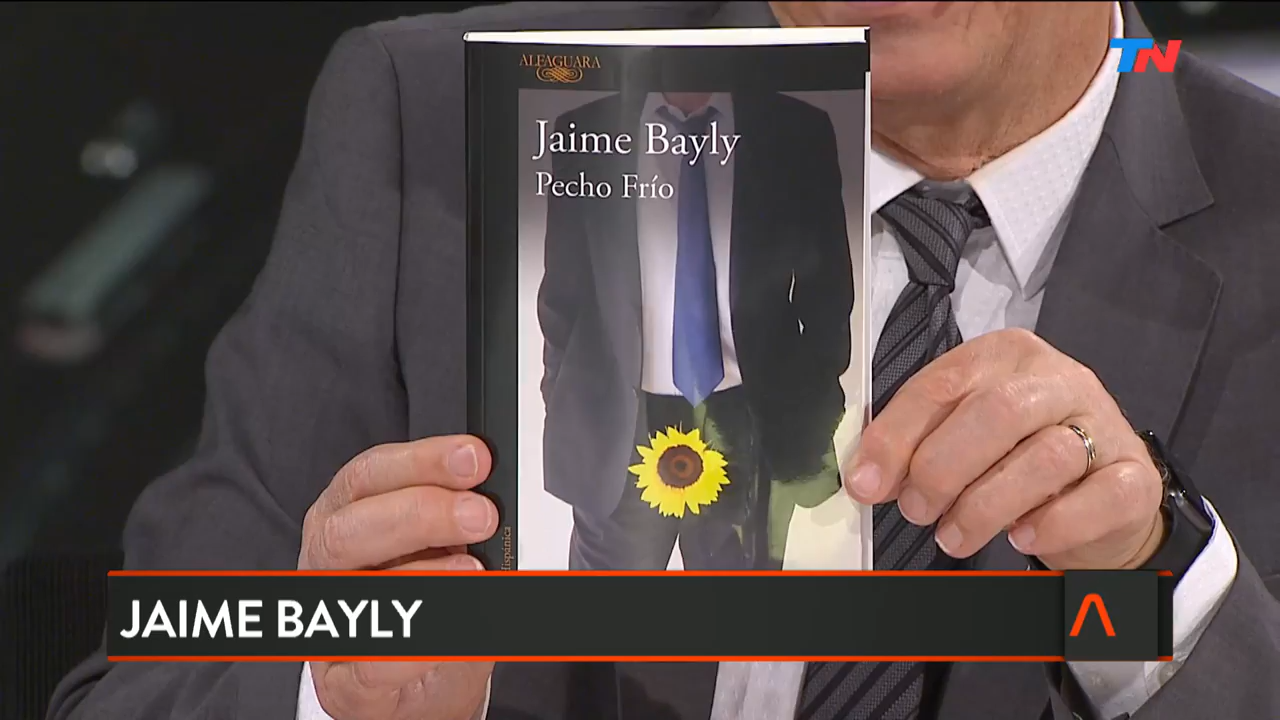 TN
ALFAGUARA
Jaime Bayly
Pecho Frío
Hispánica
JAIME BAYLY